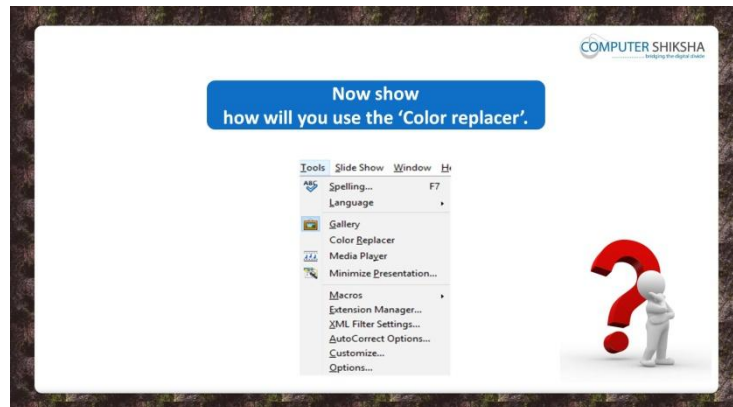 COMPUTER SHIKSHA
bridging the digital divide
Now show
how will you use the ‘Color replacer’.
Tools Slide Show Window He
ABC Spelling... F7
Language
Gallery
Color Replacer
Media Player
Minimize Presentation...
Macros
Extension Manager...
XML Filter Settings...
AutoCorrect Options...
Customize...
Options...